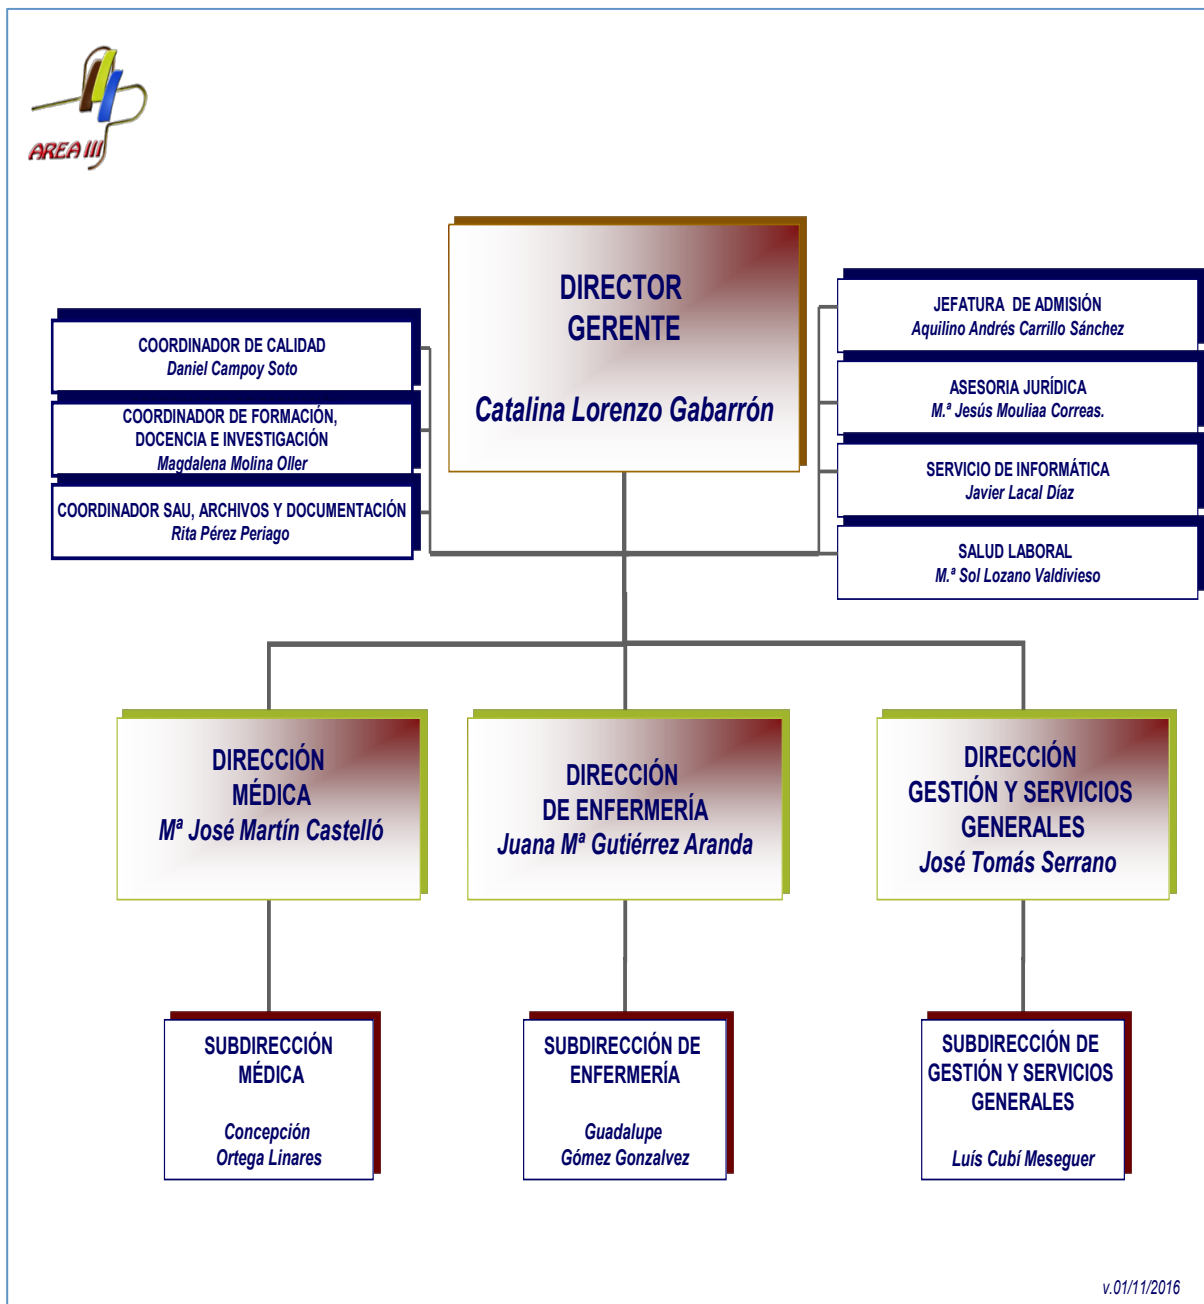 AREA III
DIRECTOR
GERENTE
Catalina Lorenzo Gabarrón
COORDINADOR DE CALIDAD
Daniel Campoy Soto
COORDINADOR DE FORMACIÓN,
DOCENCIA E INVESTIGACIÓN
Magdalena Molina Oller
COORDINADOR SAU, ARCHIVOS Y DOCUMENTACIÓN
Rita Pérez Periago
JEFATURA DE ADMISIÓN
Aquilino Andrés Carrillo Sánchez
ASESORIA JURÍDICA
M.ª Jesús Mouliaa Correas.
SERVICIO DE INFORMÁTICA
Javier Lacal Díaz
SALUD LABORAL
M.ª Sol Lozano Valdivieso
DIRECCIÓN
MÉDICA
Mª José Martín Castelló
DIRECCIÓN
DE ENFERMERÍA
Juana Mª Gutiérrez Aranda
DIRECCIÓN
GESTIÓN Y SERVICIOS
GENERALES
José Tomás Serrano
SUBDIRECCIÓN
MÉDICA
Concepción
Ortega Linares
SUBDIRECCIÓN DE
ENFERMERÍA
Guadalupe
Gómez Gonzalvez
SUBDIRECCIÓN DE
GESTIÓN Y SERVICIOS
GENERALES
Luís Cubí Meseguer
v.01/11/2016